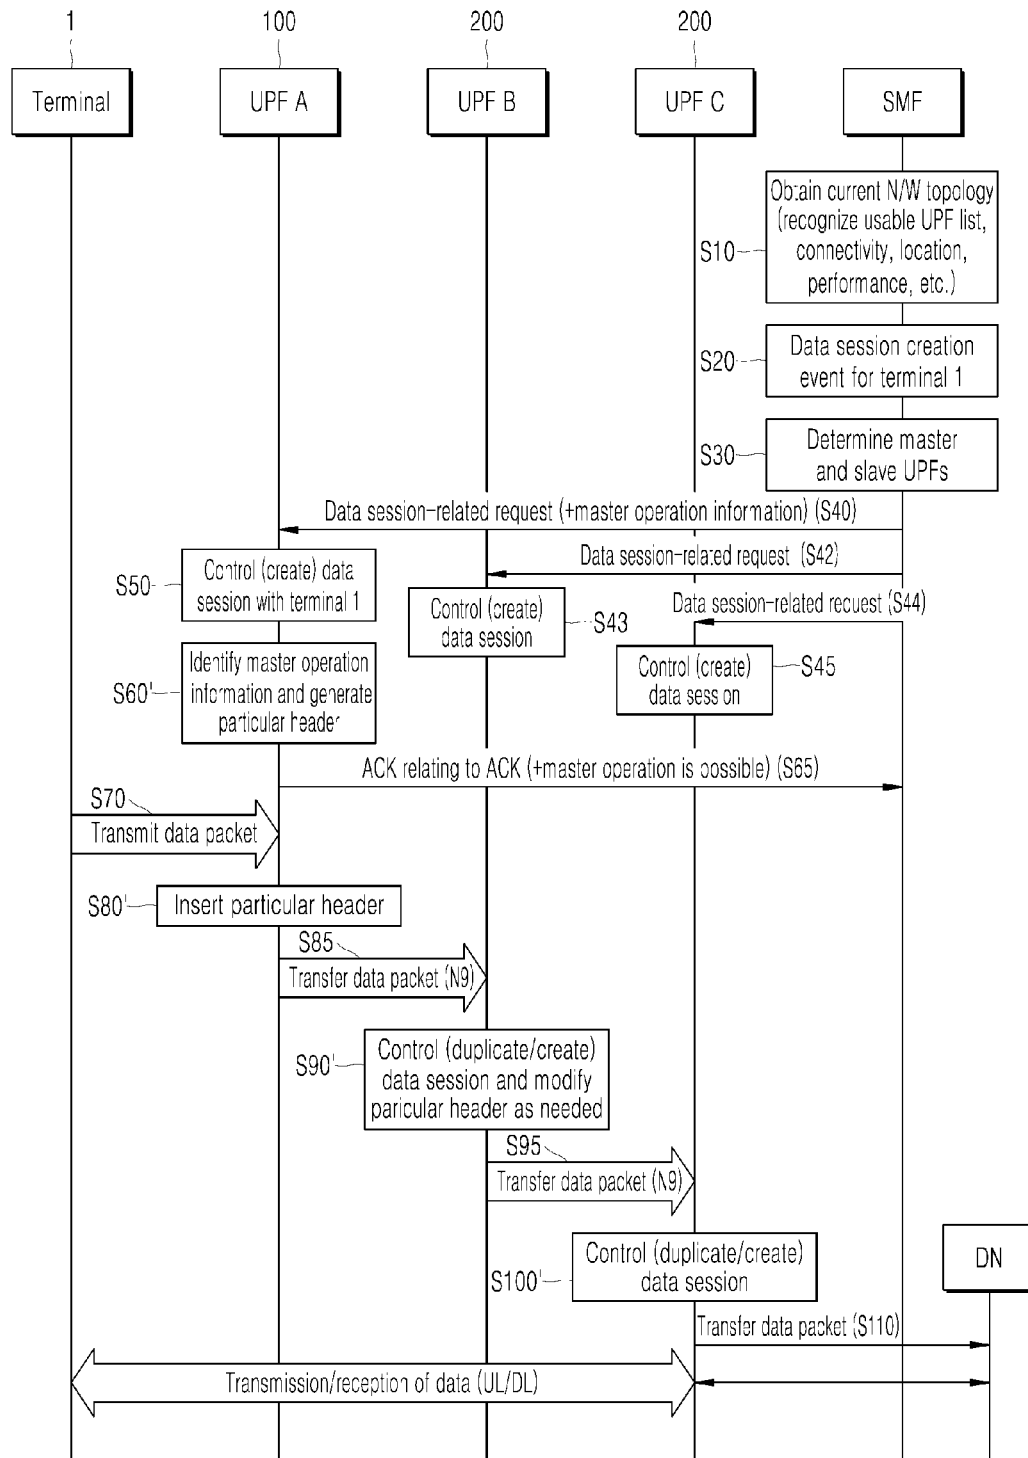 1
100
200
200
Terminal
UPF A
UPF B
UPF C
SMF
Obtain current N/W topology
(recognize usable UPF list,
connectivity, location,
performance, etc.)
S10
Data session creation
event for terminal 1
S20
Determine master
and slave UPFs
S30
Data session-related request (+master operation information) (S40)
Data session-related request (S42)
Control (create) data
session with terminal 1
S50
Control (create)
data session
S43
Data session-related recuest (S44)
Control (create)
data session
S45
Identify master operation
information and generate
particular header
S60'
ACK relating to ACK (+master operation is possible) (S65)
S70
Transmit data packet
S80'
Insert particular header
S85
Transfer data packet (N9)
Control (duplicate/create)
data session and modify
paricular header as needed
S90'
S95
Transfer data packet (N9)
Control (duplicate/create)
data session
S100'
DN
Transfer data packet (S110)
Transmission/reception of data (UL/DL)